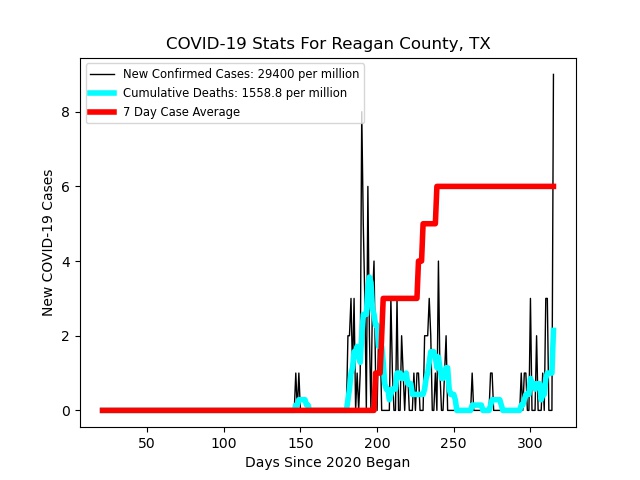 COVID-19 Stats For Reagan County, TX
New Confirmed Cases: 29400 per million
Cumulative Deaths: 1558.8 per million
7 Day Case Average
New COVID-19 Cases
8
6
4
2
0
50 100 150 200 250 300
Days Since 2020 Began